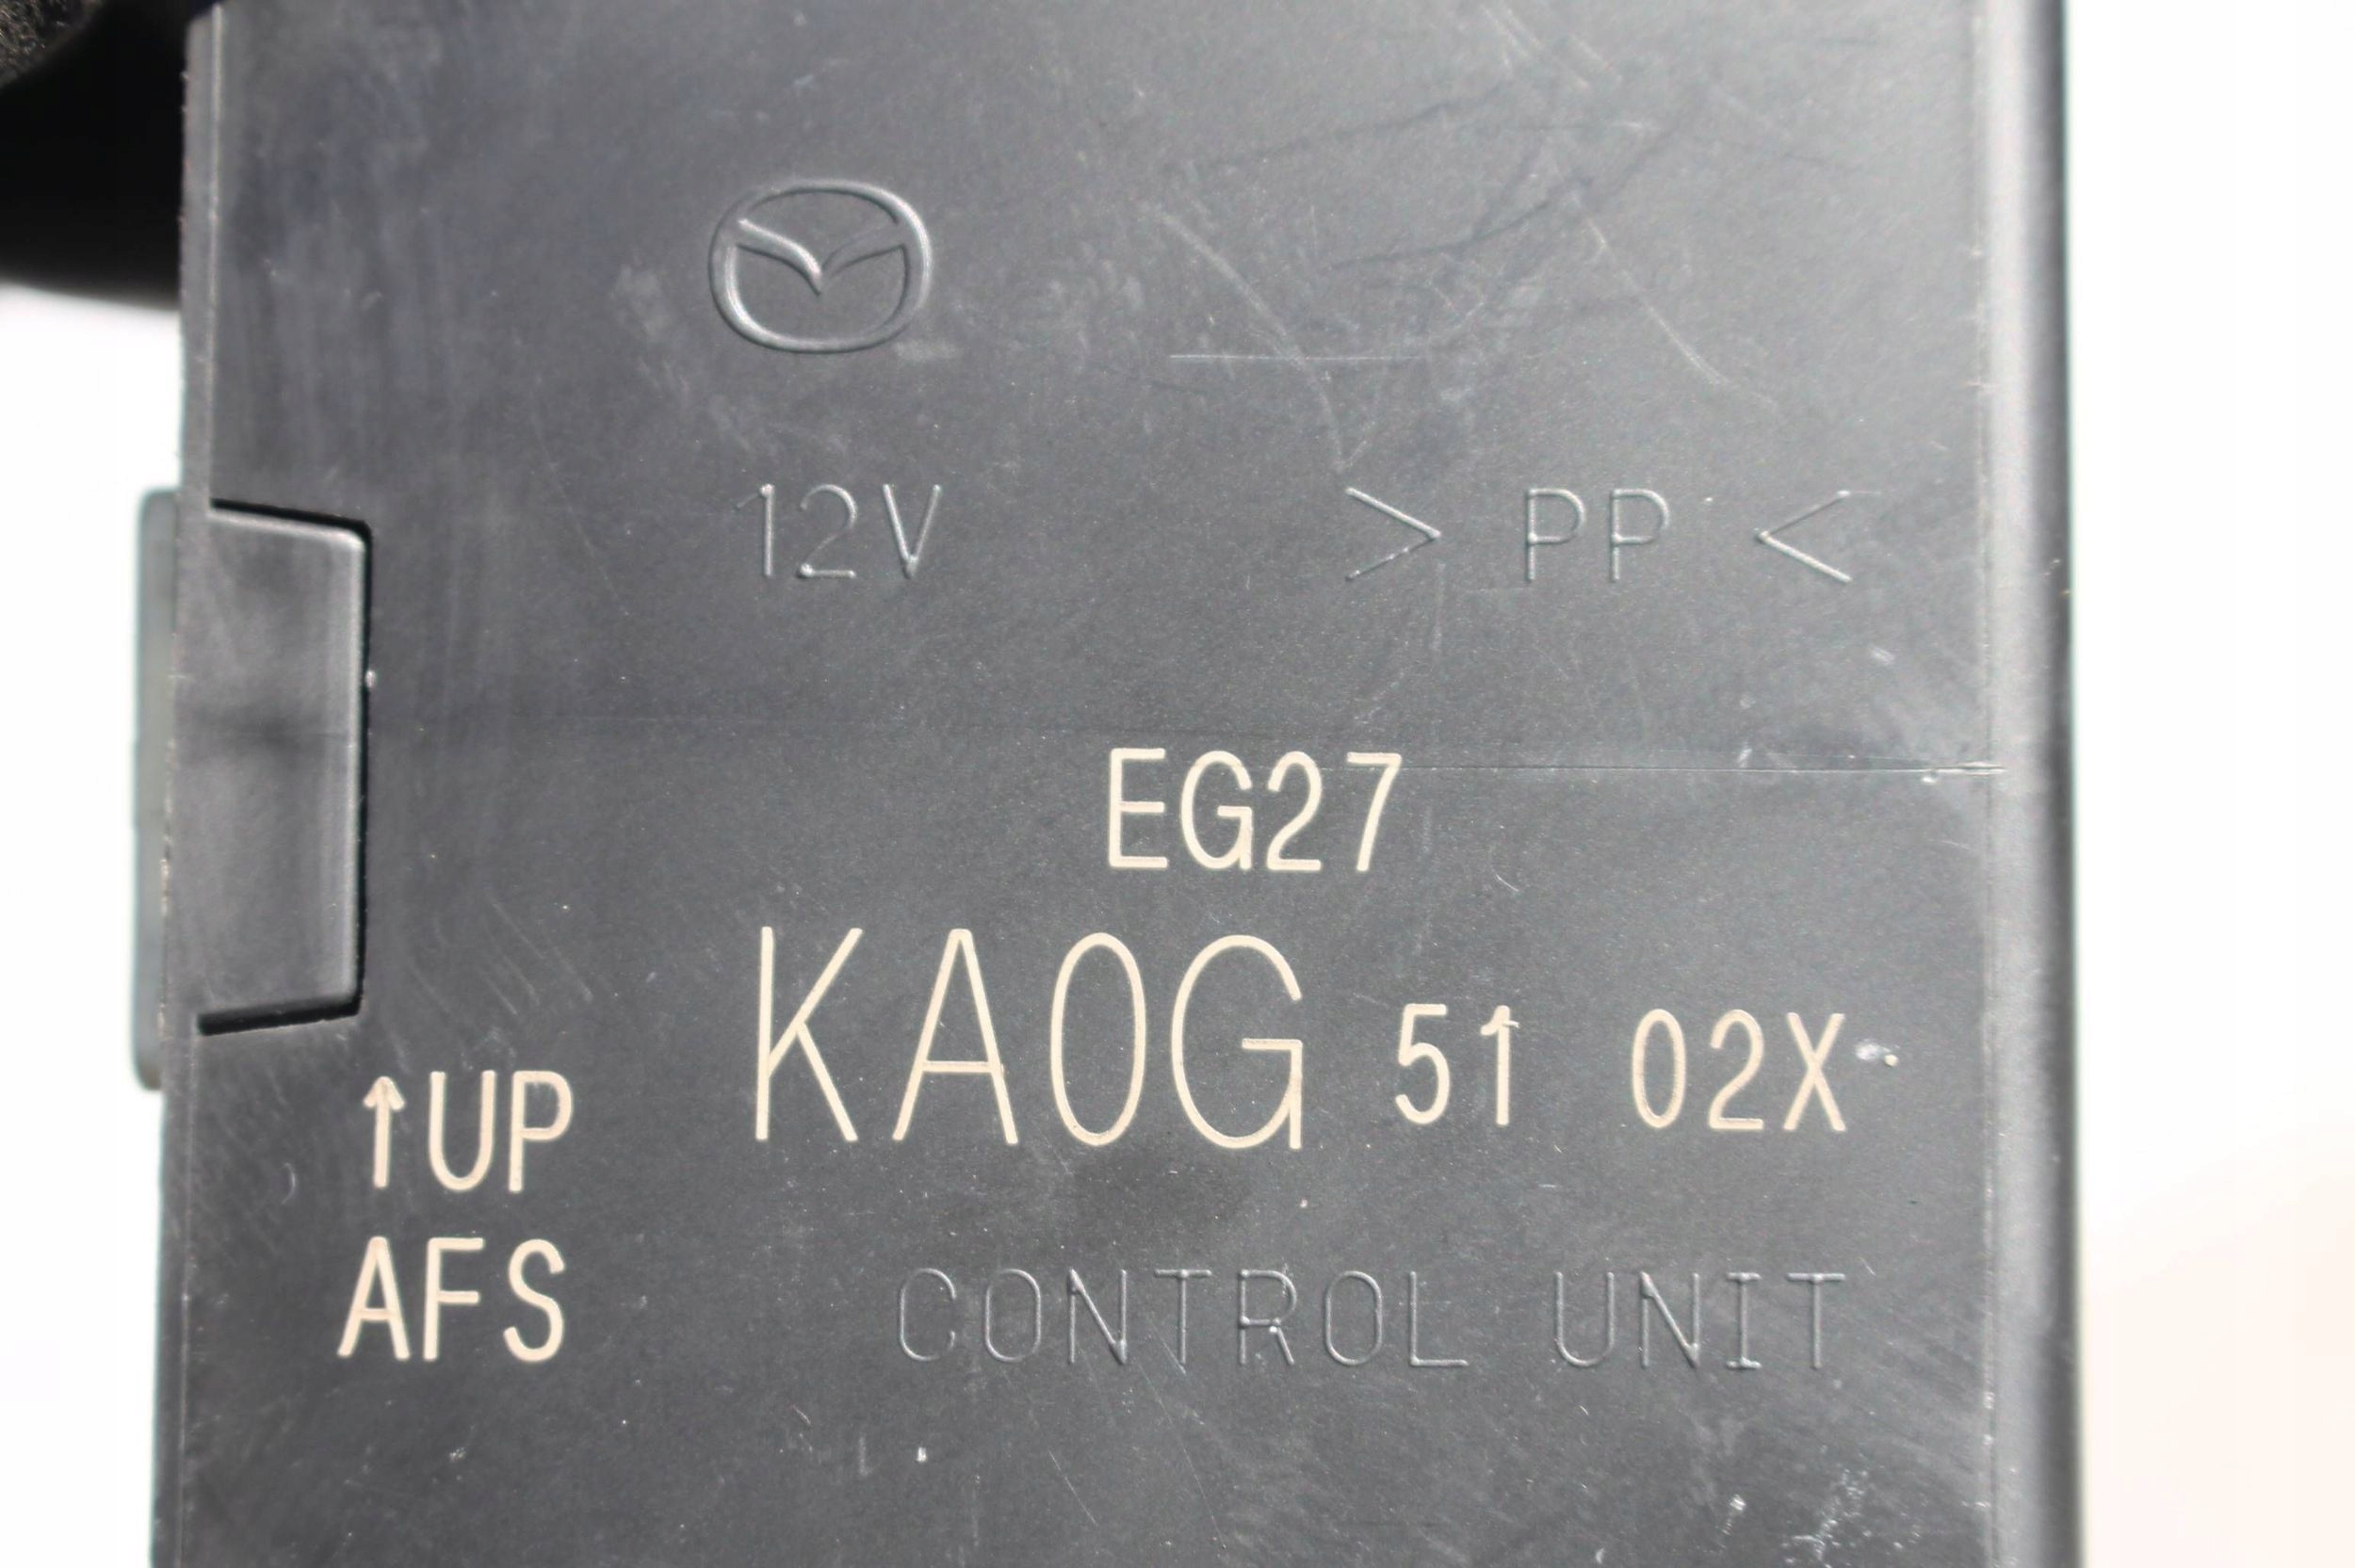 12V > PP <
EG27
KA0G 51 02X
↑UP
AFS
CONTROL UNIT